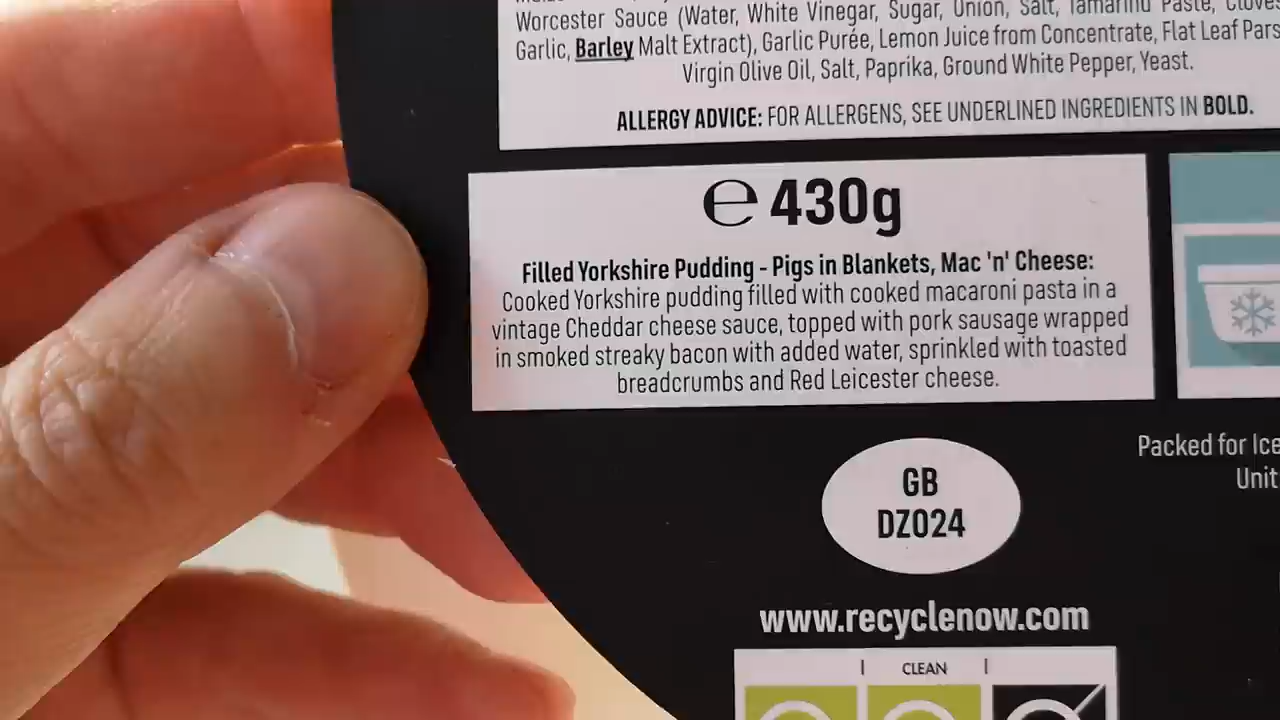 Worcester Sauce (Water, White Vinegar, Sugar, Onion, Salt, Tamarind Paste, Cloves
Garlic, Barley Malt Extract), Garlic Purée, Lemon Juice from Concentrate, Flat Leaf Pars
Virgin Olive Oil, Salt, Paprika, Ground White Pepper, Yeast.
ALLERGY ADVICE: FOR ALLERGENS, SEE UNDERLINED INGREDIENTS IN BOLD.
℮ 430g
Filled Yorkshire Pudding - Pigs in Blankets, Mac 'n' Cheese:
Cooked Yorkshire pudding filled with cooked macaroni pasta in a
vintage Cheddar cheese sauce, topped with pork sausage wrapped
in smoked streaky bacon with added water, sprinkled with toasted
breadcrumbs and Red Leicester cheese.
GB
DZ024
Packed for Ice
Unit
www.recyclenow.com
CLEAN